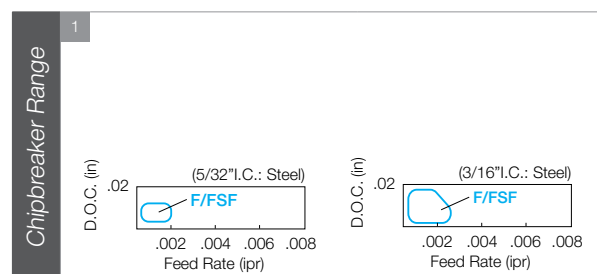 Chipbreaker Range
1
D.O.C. (in)
.02
(5/32”I.C.: Steel)
F/FSF
.002 .004 .006 .008
Feed Rate (ipr)
D.O.C. (in)
.02
(3/16”I.C.: Steel)
F/FSF
.002 .004 .006 .008
Feed Rate (ipr)